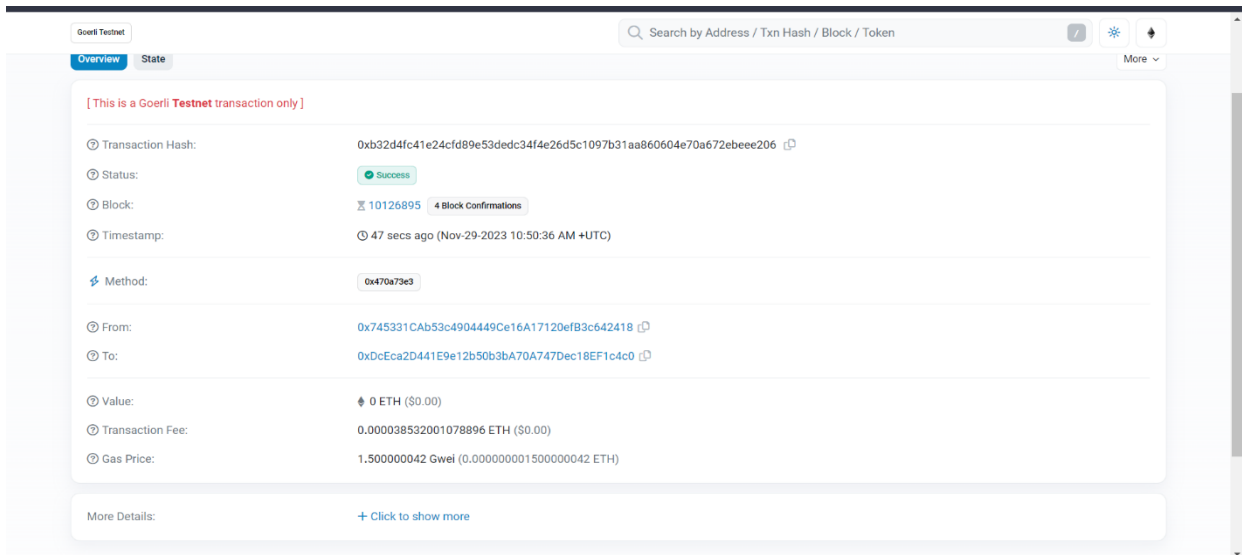 Goerli Testnet
Search by Address / Txn Hash / Block / Token /
Overview State More
[ This is a Goerli Testnet transaction only ]
Transaction Hash: 0xb32d4fc41e24cfd89e53dedc34f4e26d5c1097b31aa860604e70a672ebeee206
Status: Success
Block: 10126895 4 Block Confirmations
Timestamp: 47 secs ago (Nov-29-2023 10:50:36 AM +UTC)
Method: 0x470a73e3
From: 0x745331CAb53c4904449Ce16A17120efB3c642418
To: 0xDcEca2D441E9e12b50b3bA70A747Dec18EF1c4c0
Value: 0 ETH ($0.00)
Transaction Fee: 0.000038532001078896 ETH ($0.00)
Gas Price: 1.500000042 Gwei (0.000000001500000042 ETH)
More Details: + Click to show more